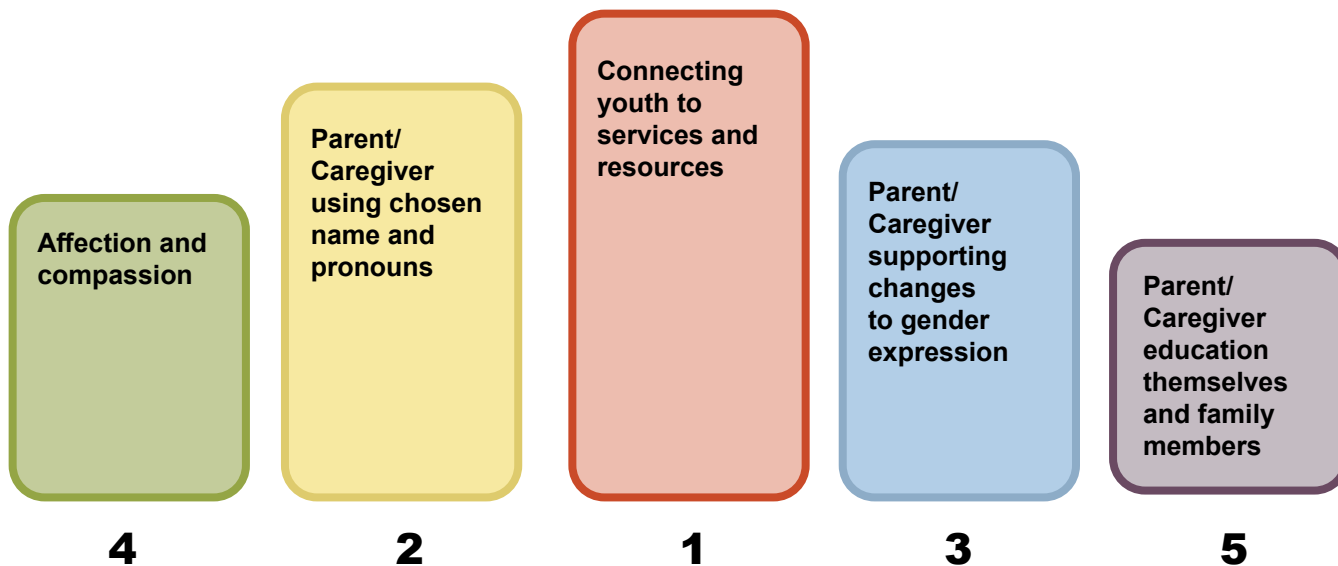 Affection and
compassion
Parent/
Caregiver
using chosen
name and
pronouns
Connecting
youth to
services and
resources
Parent/
Caregiver
supporting
changes
to gender
expression
Parent/
Caregiver
education
themselves
and family
members
4
2
1
3
5